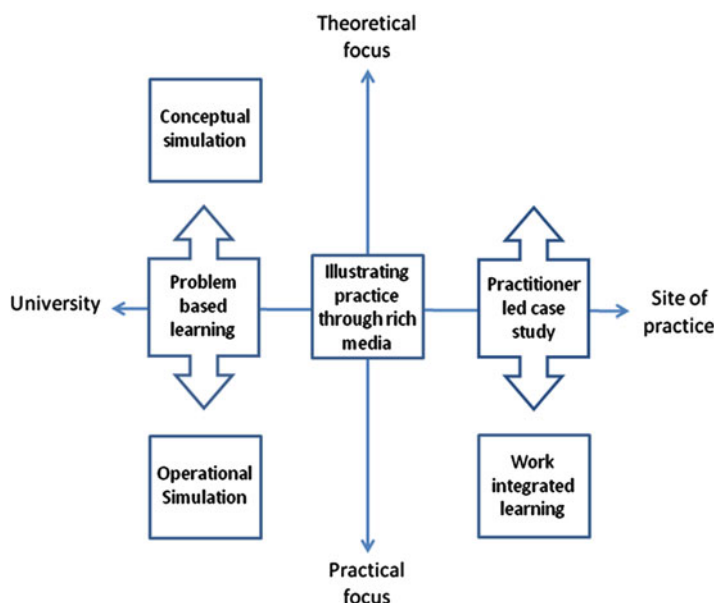 Theoretical
focus
Conceptual
simulation
University
Problem
based
learning
Illustrating
practice
through rich
media
Practitioner
led case
study
Site of
practice
Operational
Simulation
Work
integrated
learning
Practical
focus